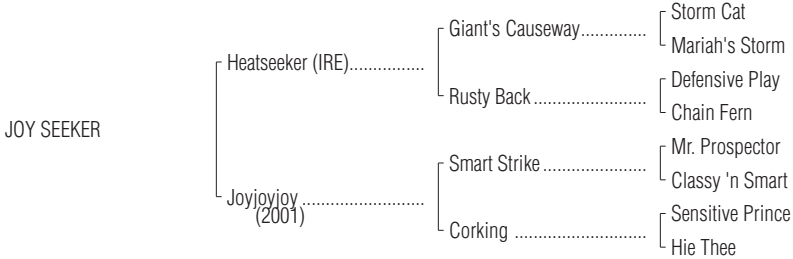 Storm Cat
Giant's Causeway..............
Mariah's Storm
Heatseeker (IRE)................
Defensive Play
Rusty Back ........................
Chain Fern
JOY SEEKER
Mr. Prospector
Smart Strike ......................
Classy 'n Smart
Joyjoyjoy ..........................
(2001)
Sensitive Prince
Corking ............................
Hie Thee